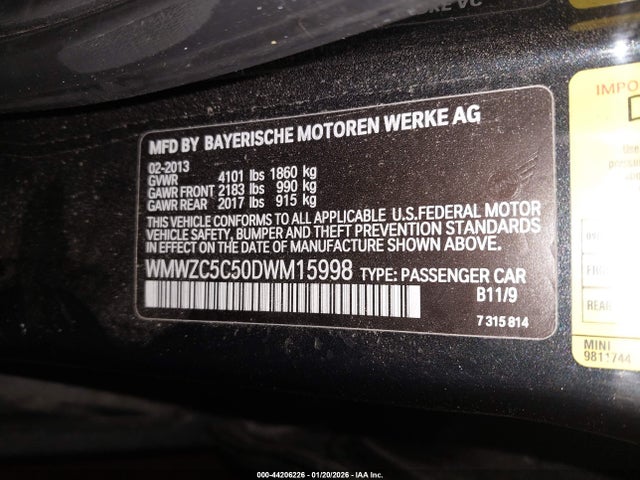 MFD BY BAYERISCHE MOTOREN WERKE AG
02-2013
GVWR 4101 lbs 1860 kg
GAWR FRONT 2183 lbs 990 kg
GAWR REAR 2017 lbs 915 kg
THIS VEHICLE CONFORMS TO ALL APPLICABLE U.S.FEDERAL MOTOR
VEHICLE SAFETY, BUMPER AND THEFT PREVENTION STANDARDS
IN EFFECT ON THE DATE OF MANUFACTURE SHOWN ABOVE.
WMWZC5C50DWM15998 TYPE: PASSENGER CAR
B11/9
7 315 814
MINI
9811744
000-44206226 - 01/20/2026 - IAA Inc.